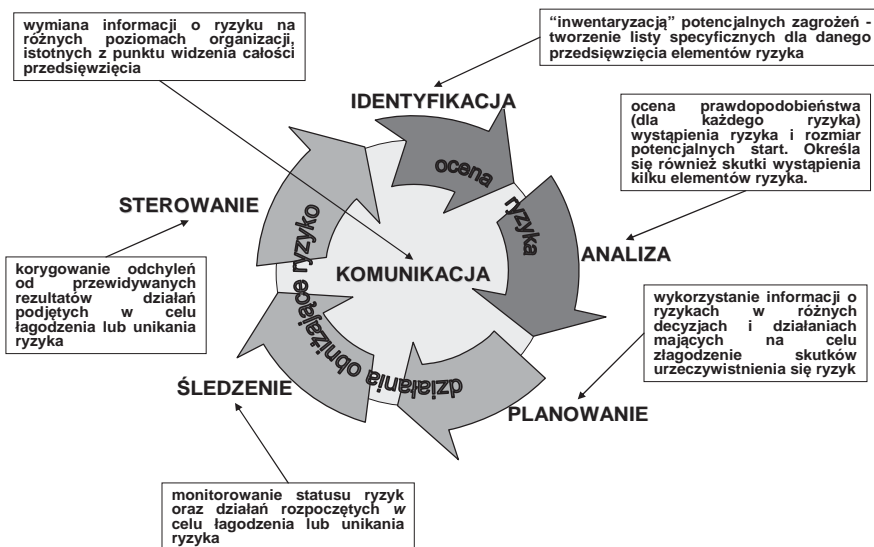 wymiana informacji o ryzyku na
różnych poziomach organizacji,
istotnych z punktu widzenia całości
przedsięwzięcia
“inwentaryzacją” potencjalnych zagrożeń -
tworzenie listy specyficznych dla danego
przedsięwzięcia elementów ryzyka
IDENTYFIKACJA
ocena prawdopodobieństwa
(dla każdego ryzyka)
wystąpienia ryzyka i rozmiar
potencjalnych start. Określa
się również skutki wystąpienia
kilku elementów ryzyka.
ocena ryzyka
STEROWANIE
KOMUNIKACJA
ANALIZA
korygowanie odchyleń
od przewidywanych
rezultatów działań
podjętych w celu
łagodzenia lub unikania
ryzyka
działania obniżające ryzyko
wykorzystanie informacji o
ryzykach w różnych
decyzjach i działaniach
mających na celu
złagodzenie skutków
urzeczywistnienia się ryzyk
ŚLEDZENIE
PLANOWANIE
monitorowanie statusu ryzyk
oraz działań rozpoczętych w
celu łagodzenia lub unikania
ryzyka